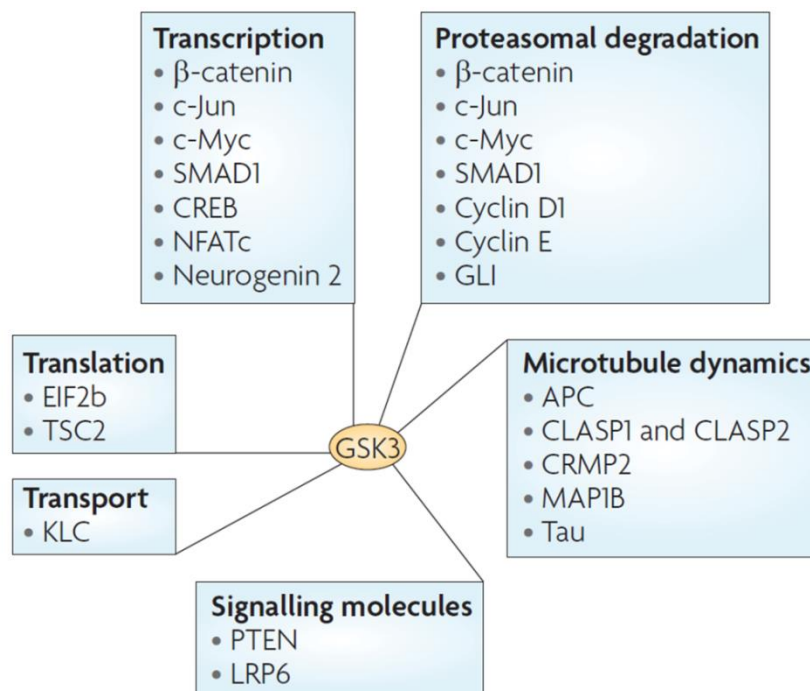 Transcription
• β-catenin
• c-Jun
• c-Myc
• SMAD1
• CREB
• NFATc
• Neurogenin 2
Proteasomal degradation
• β-catenin
• c-Jun
• c-Myc
• SMAD1
• Cyclin D1
• Cyclin E
• GLI
Translation
• EIF2b
• TSC2
GSK3
Microtubule dynamics
• APC
• CLASP1 and CLASP2
• CRMP2
• MAP1B
• Tau
Transport
• KLC
Signalling molecules
• PTEN
• LRP6